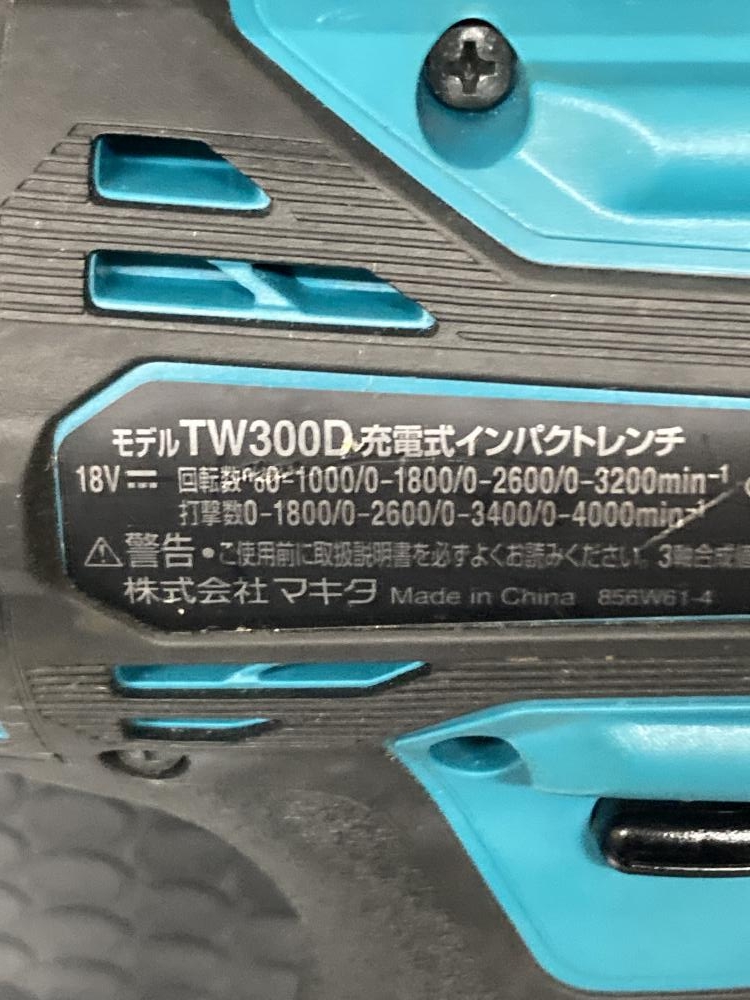 モデルTW300D 充電式インパクトレンチ
18V⎓ 回転数 0-1000/0-1800/0-2600/0-3200min⁻¹
打撃数0-1800/0-2600/0-3400/0-4000min⁻¹
⚠警告・ご使用前に取扱説明書を必ずよくお読みください。3軸合成値
株式会社マキタ Made in China 856W61-4